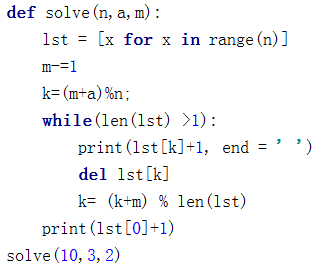 def solve(n,a,m):
    lst = [x for x in range(n)]
    m-=1
    k=(m+a)%n;
    while(len(lst) >1):
        print(lst[k]+1, end = ’ ’)
        del lst[k]
        k= (k+m) % len(lst)
    print(lst[0]+1)
solve(10,3,2)